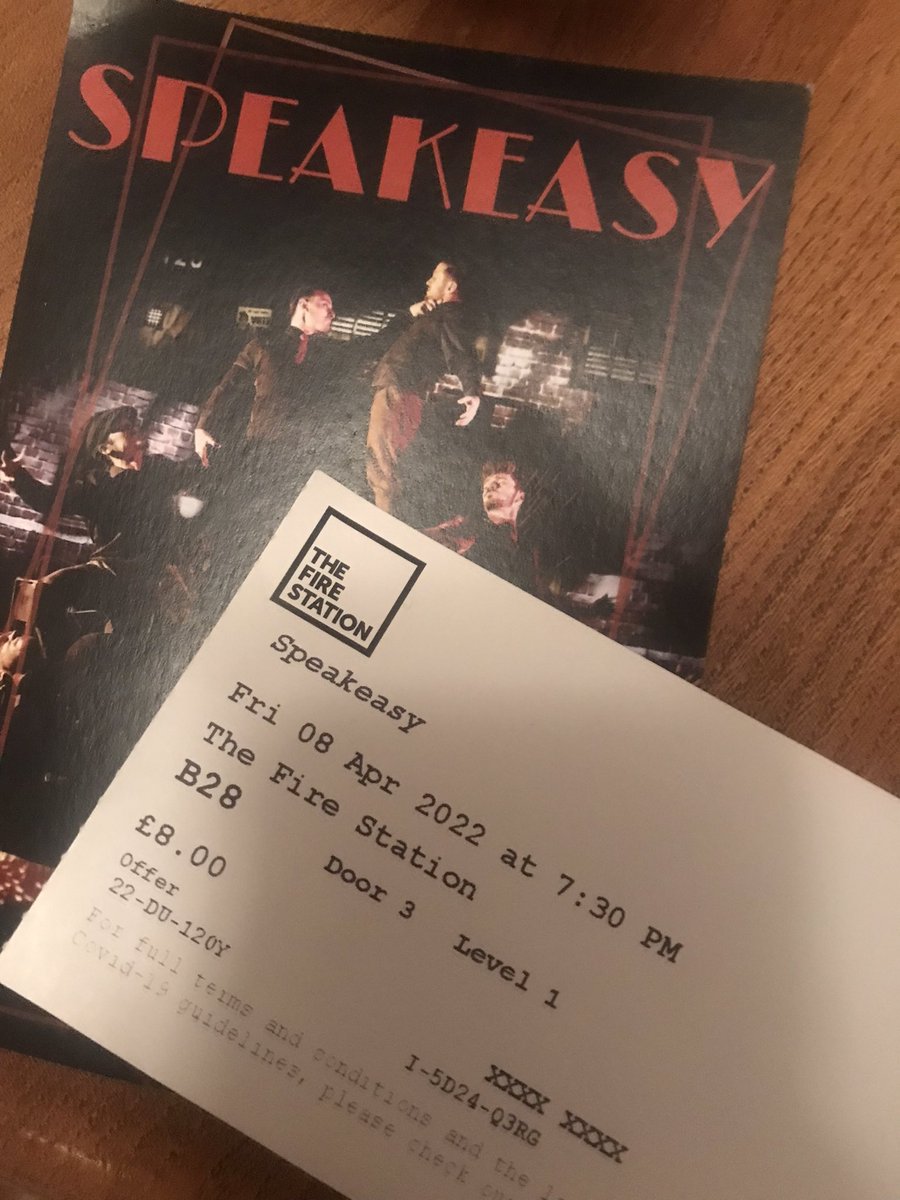 SPEAKEASY
THE
FIRE
STATION
Speakeasy
Fri 08 Apr 2022 at 7:30 PM
The Fire Station
B28
Door 3
Level 1
£8.00
Offer
22-DU-120Y
XXXX XXXX
I-5D24-Q3RG
For full terms and conditions and the
Covid-19 guidelines, please check